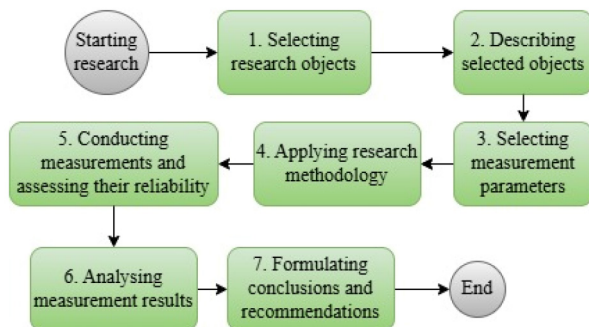 Starting
research
1. Selecting
research objects
2. Describing
selected objects
3. Selecting
measurement
parameters
4. Applying research
methodology
5. Conducting
measurements and
assessing their reliability
6. Analysing
measurement results
7. Formulating
conclusions and
recommendations
End